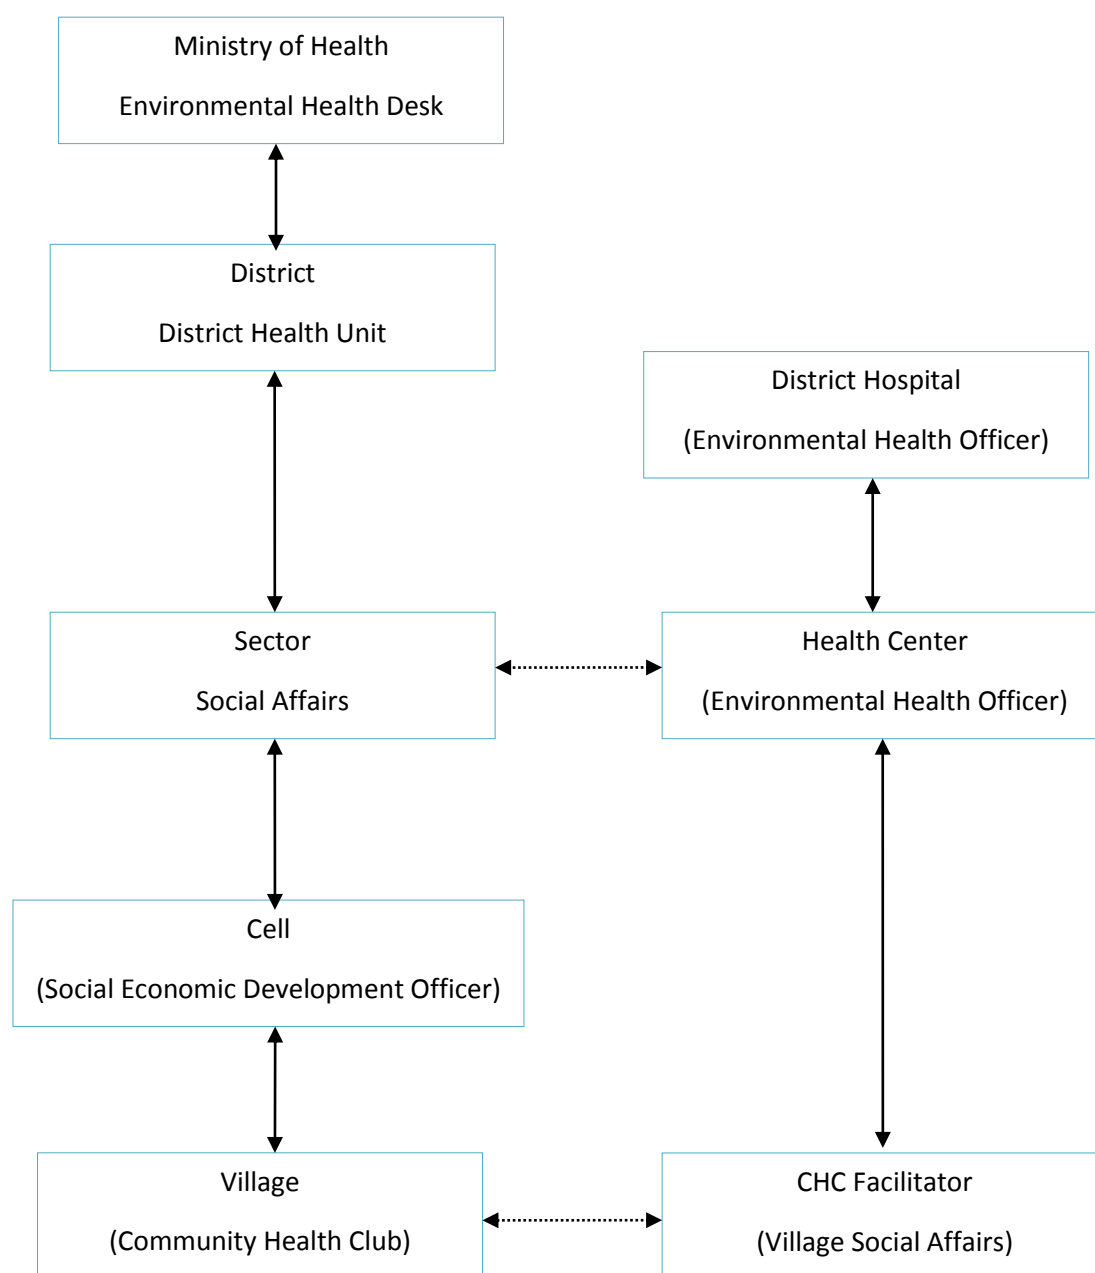 Ministry of Health
Environmental Health Desk
District
District Health Unit
District Hospital
(Environmental Health Officer)
Sector
Social Affairs
Health Center
(Environmental Health Officer)
Cell
(Social Economic Development Officer)
Village
(Community Health Club)
CHC Facilitator
(Village Social Affairs)